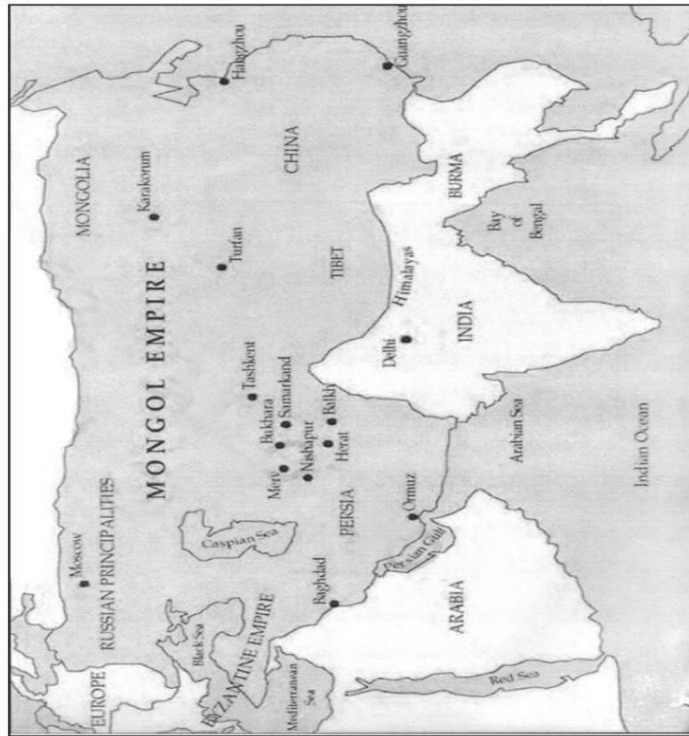 MONGOL EMPIRE
MONGOLIA
Karakorum
Hangzhou
Guangzhou
CHINA
Turfan
TIBET
Himalayas
BURMA
Bay
of
Bengal
Delhi
INDIA
Tashkent
Bukhara
Samarkand
Merv
Nishapur
Balkh
Herat
Moscow
RUSSIAN PRINCIPALITIES
EUROPE
Black Sea
BYZANTINE EMPIRE
Mediterranean
Sea
Caspian Sea
PERSIA
Baghdad
Ormuz
Persian Gulf
ARABIA
Red Sea
Arabian Sea
Indian Ocean